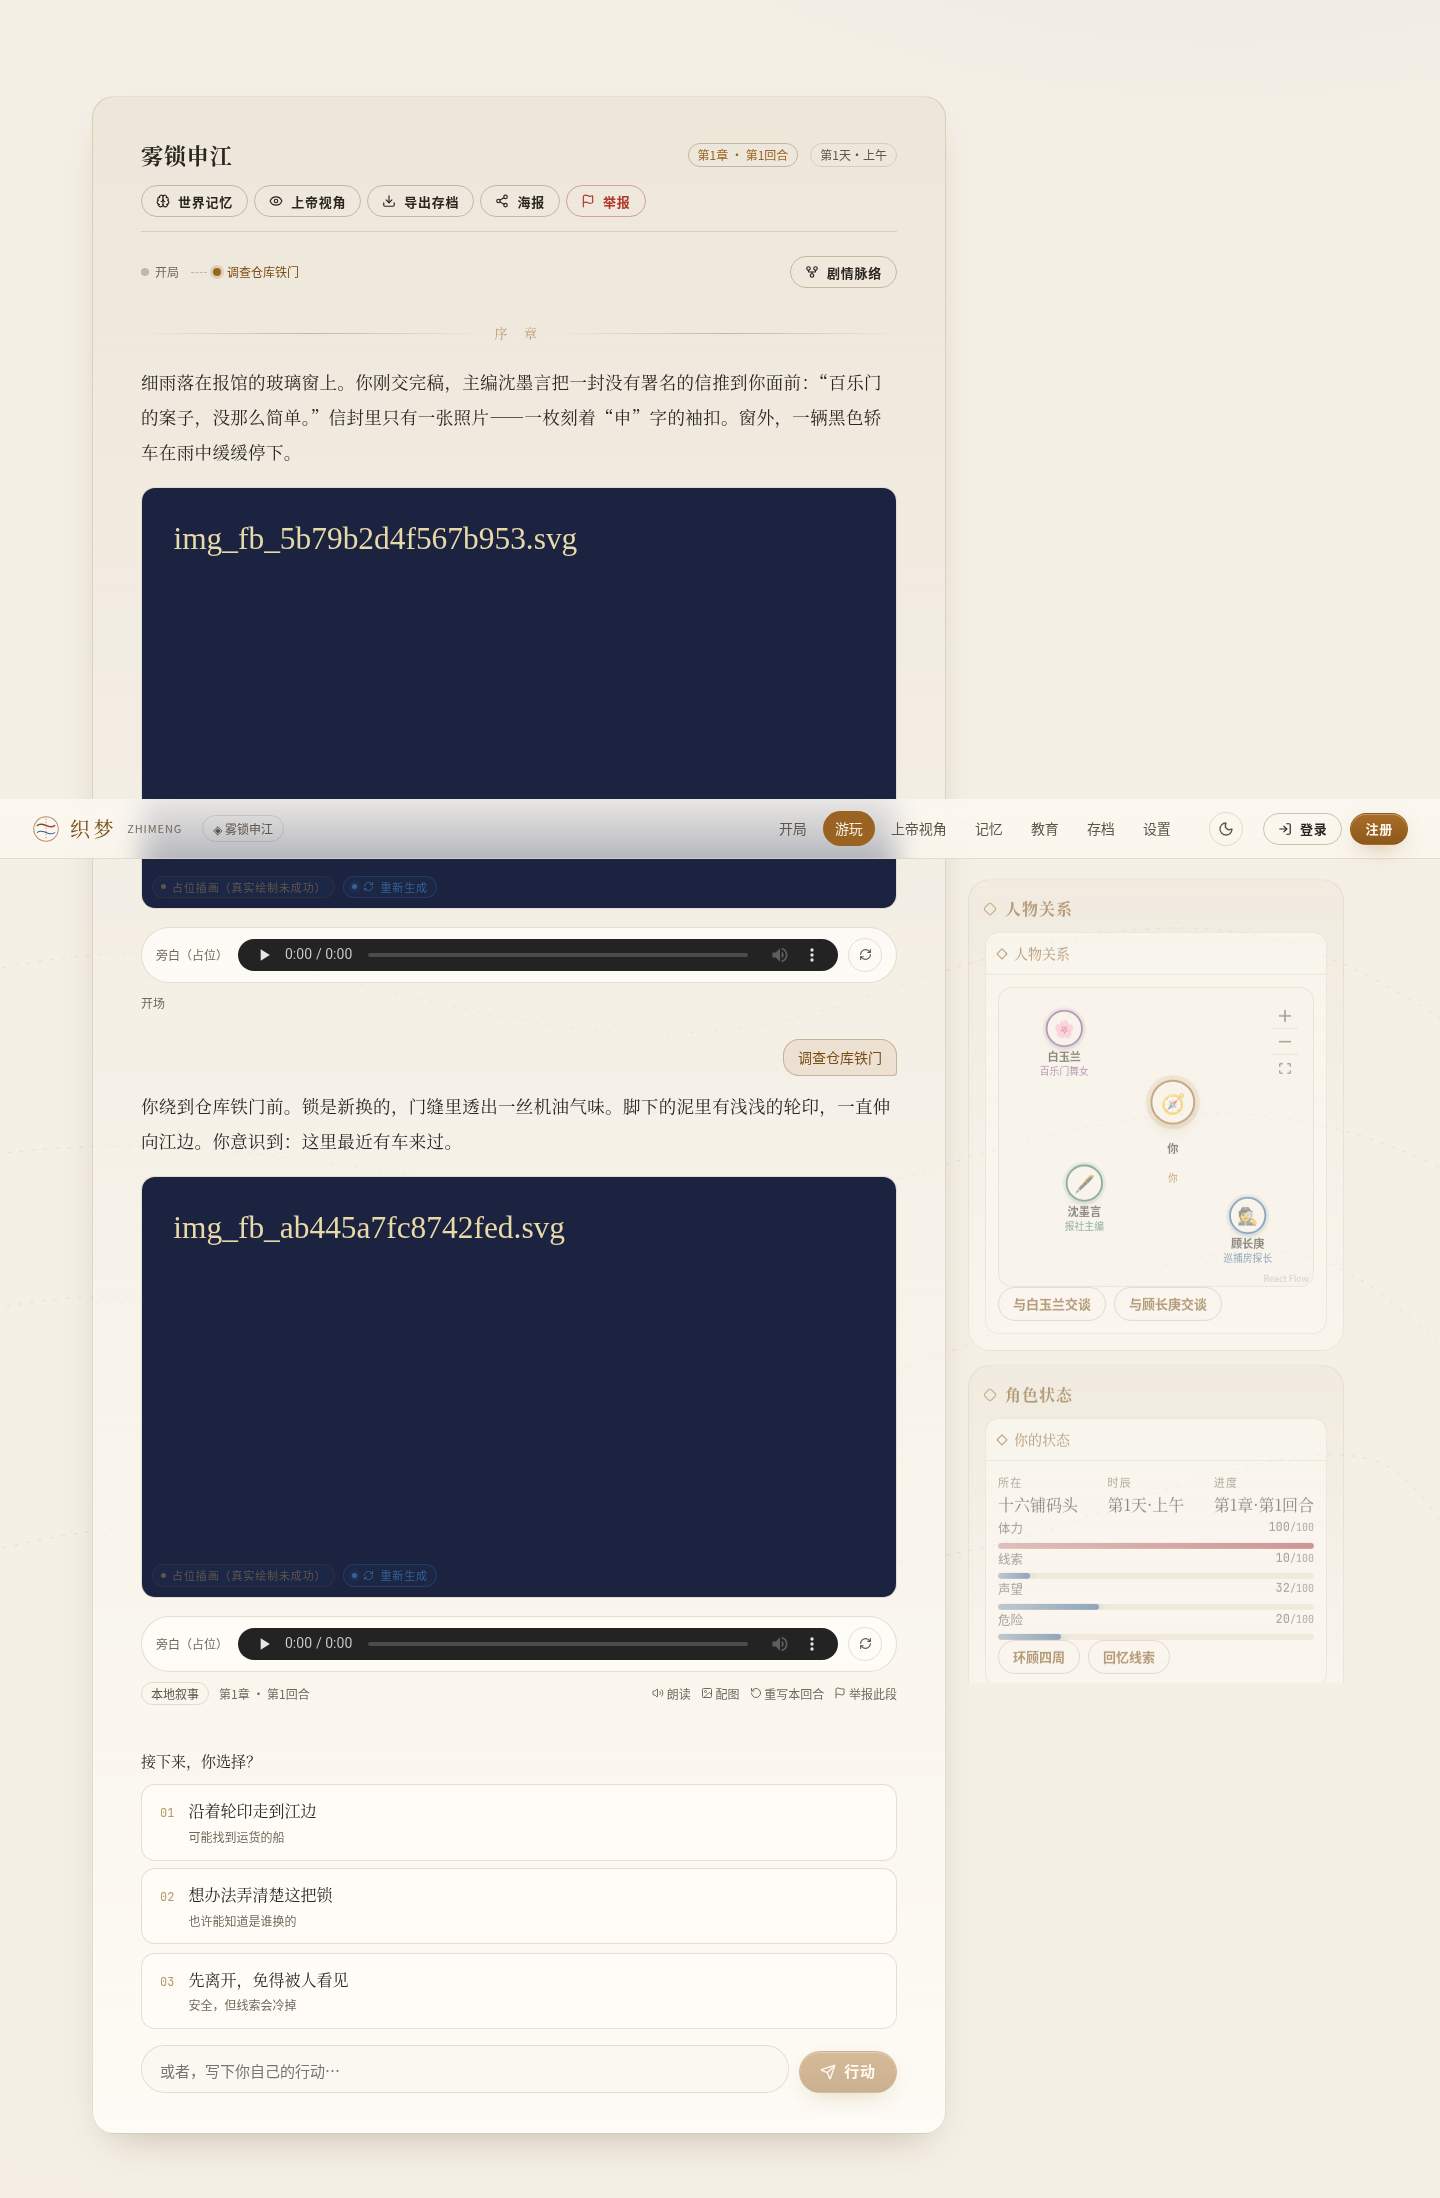 雾锁申江
第1章 · 第1回合
第1天 · 上午
世界记忆
上帝视角
导出存档
海报
举报
开局
调查仓库铁门
剧情脉络
序 章
细雨落在报馆的玻璃窗上。你刚交完稿，主编沈墨言把一封没有署名的信推到你面前：“百乐门
的案子，没那么简单。”信封里只有一张照片——一枚刻着“申”字的袖扣。窗外，一辆黑色轿
车在雨中缓缓停下。
img_fb_5b79b2d4f567b953.svg
织梦 ZHIMENG
◈ 雾锁申江
开局
游玩
上帝视角
记忆
教育
存档
设置
登录
注册
占位插画（真实绘制未成功）
重新生成
旁白（占位）
0:00 / 0:00
开场
调查仓库铁门
你绕到仓库铁门前。锁是新换的，门缝里透出一丝机油气味。脚下的泥里有浅浅的轮印，一直伸
向江边。你意识到：这里最近有车来过。
img_fb_ab445a7fc8742fed.svg
占位插画（真实绘制未成功）
重新生成
旁白（占位）
0:00 / 0:00
本地叙事
第1章 · 第1回合
朗读
配图
重写本回合
举报此段
接下来，你选择？
01 沿着轮印走到江边
可能找到运货的船
02 想办法弄清楚这把锁
也许能知道是谁换的
03 先离开，免得被人看见
安全，但线索会冷掉
或者，写下你自己的行动…
行动
人物关系
人物关系
白玉兰
百乐门舞女
你
你
沈墨言
报社主编
顾长庚
巡捕房探长
React Flow
与白玉兰交谈
与顾长庚交谈
角色状态
你的状态
所在
时辰
进度
十六铺码头
第1天·上午
第1章·第1回合
体力 100/100
线索 10/100
声望 32/100
危险 20/100
环顾四周
回忆线索